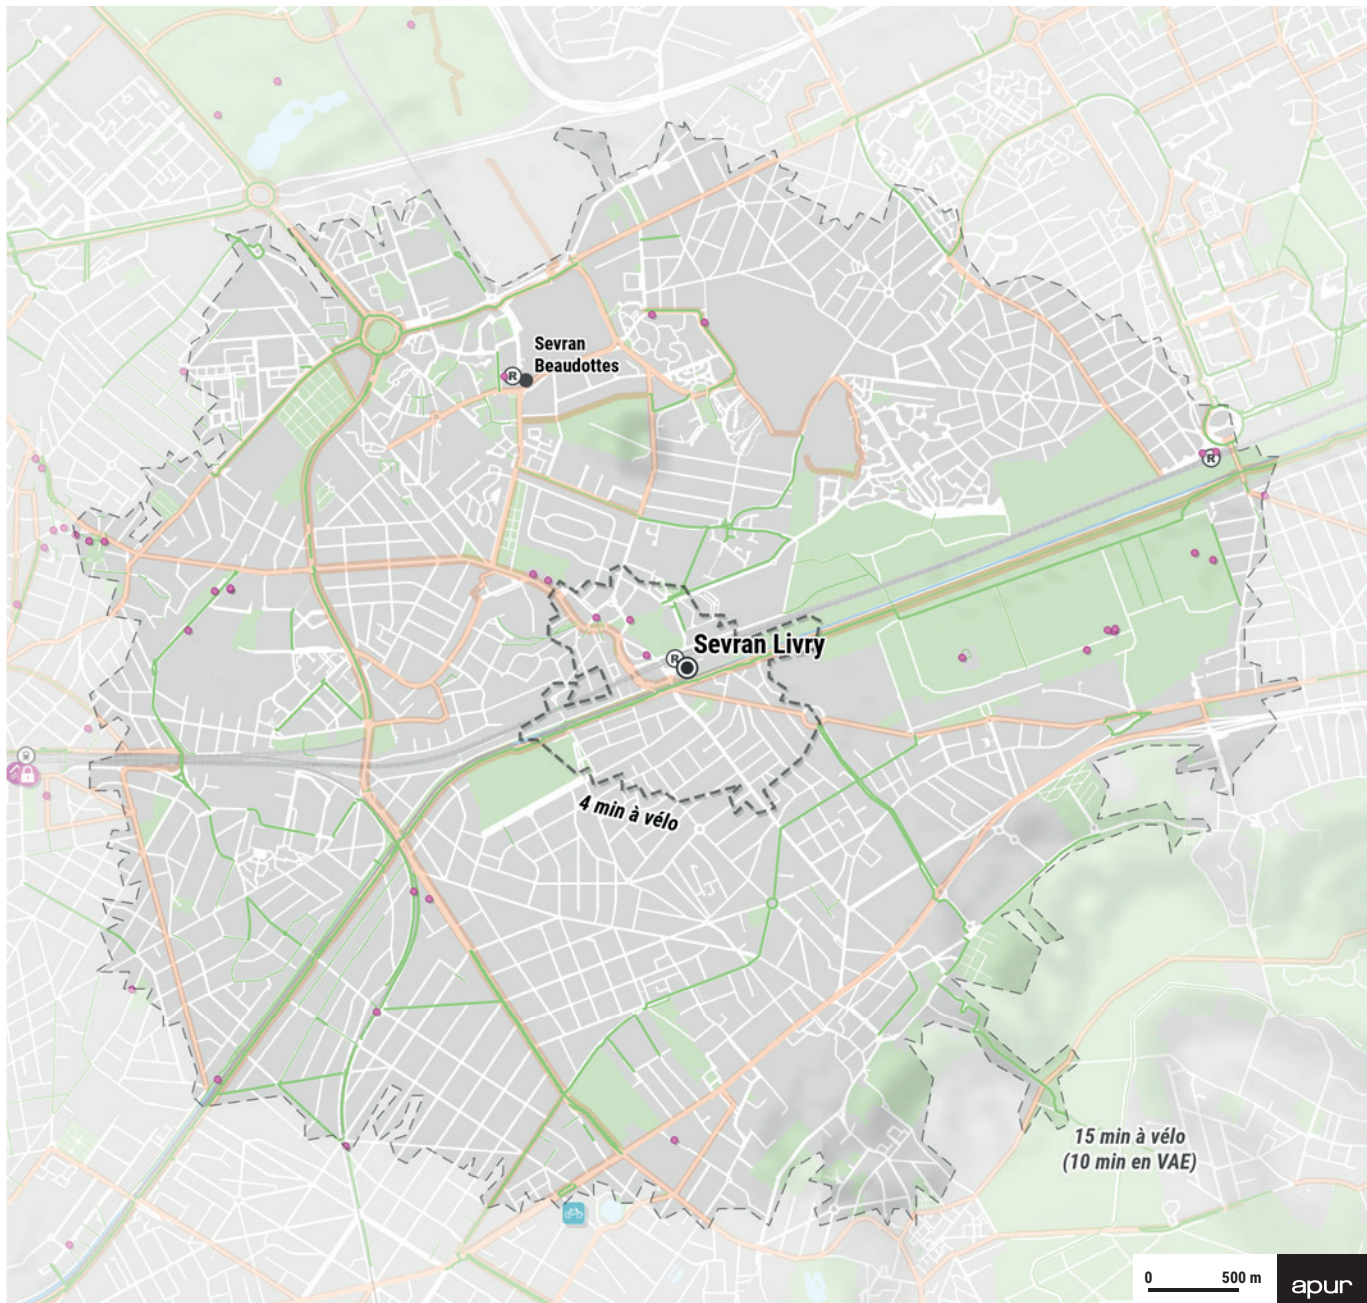 Sevran
Beaudottes
R
R
Sevran Livry
R
4 min à vélo
15 min à vélo
(10 min en VAE)
0 500 m
apur